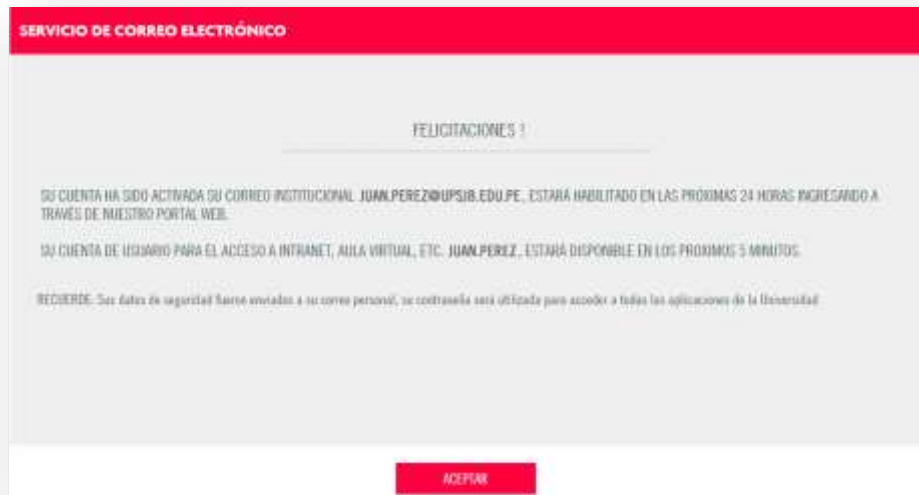 SERVICIO DE CORREO ELECTRÓNICO
FELICITACIONES !
SU CUENTA HA SIDO ACTIVADA SU CORREO INSTITUCIONAL JUAN.PEREZ@UPSJB.EDU.PE, ESTARÁ HABILITADO EN LAS PRÓXIMAS 24 HORAS INGRESANDO A
TRAVÉS DE NUESTRO PORTAL WEB.
SU CUENTA DE USUARIO PARA EL ACCESO A INTRANET, AULA VIRTUAL, ETC. JUAN.PEREZ, ESTARÁ DISPONIBLE EN LOS PROXIMOS 5 MINUTOS.
RECUERDE: Sus datos de seguridad fueron enviados a su correo personal, su contraseña será utilizada para acceder a todas las aplicaciones de la Universidad
ACEPTAR